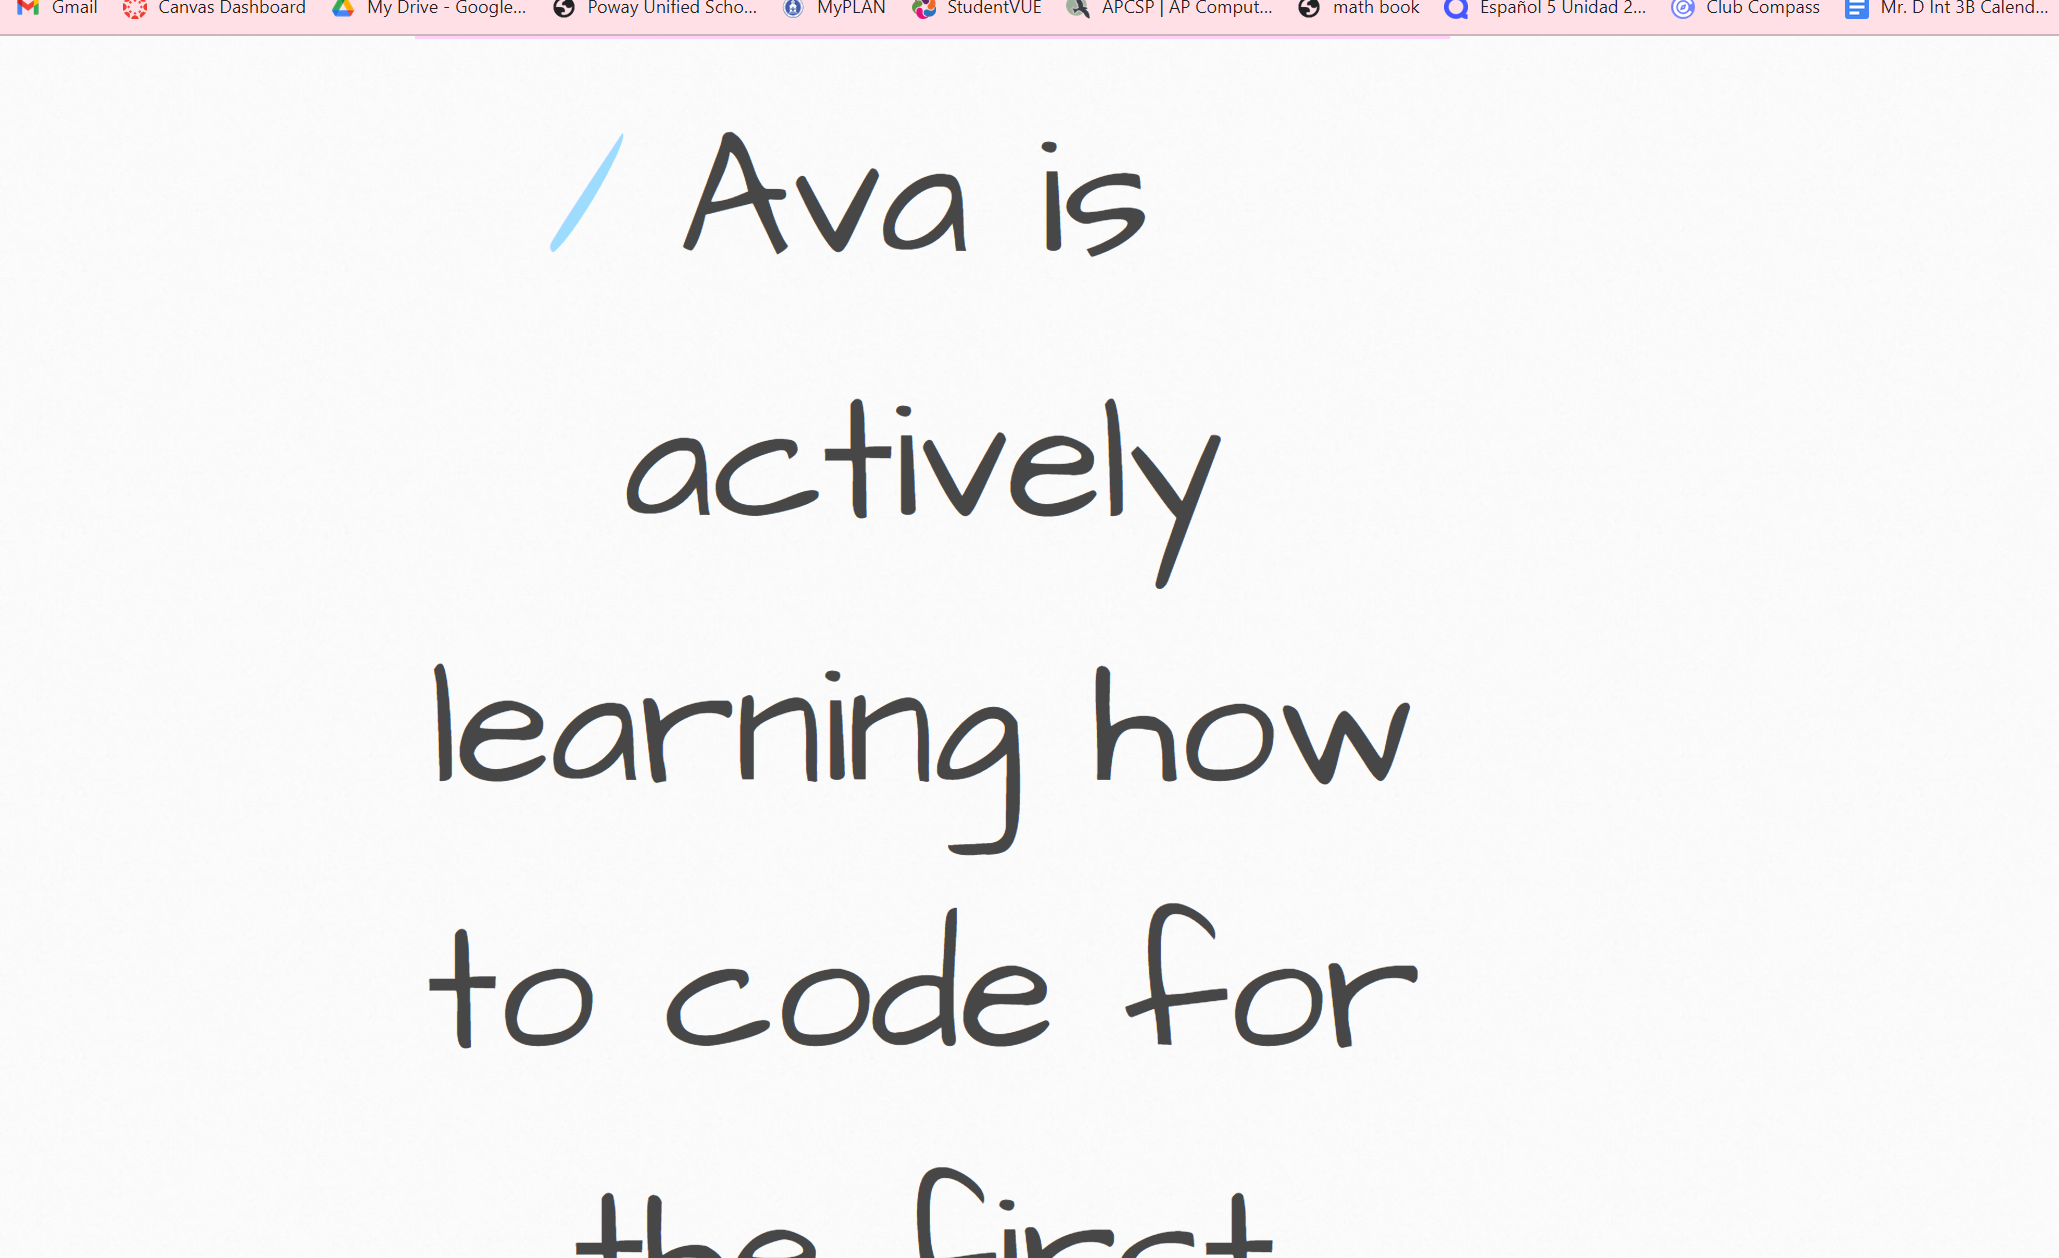 Gmail Canvas Dashboard My Drive - Google... Poway Unified Scho... MyPLAN StudentVUE APCSP | AP Comput... math book Español 5 Unidad 2... Club Compass Mr. D Int 3B Calend...
/ Ava is
actively
learning how
to code for
the first